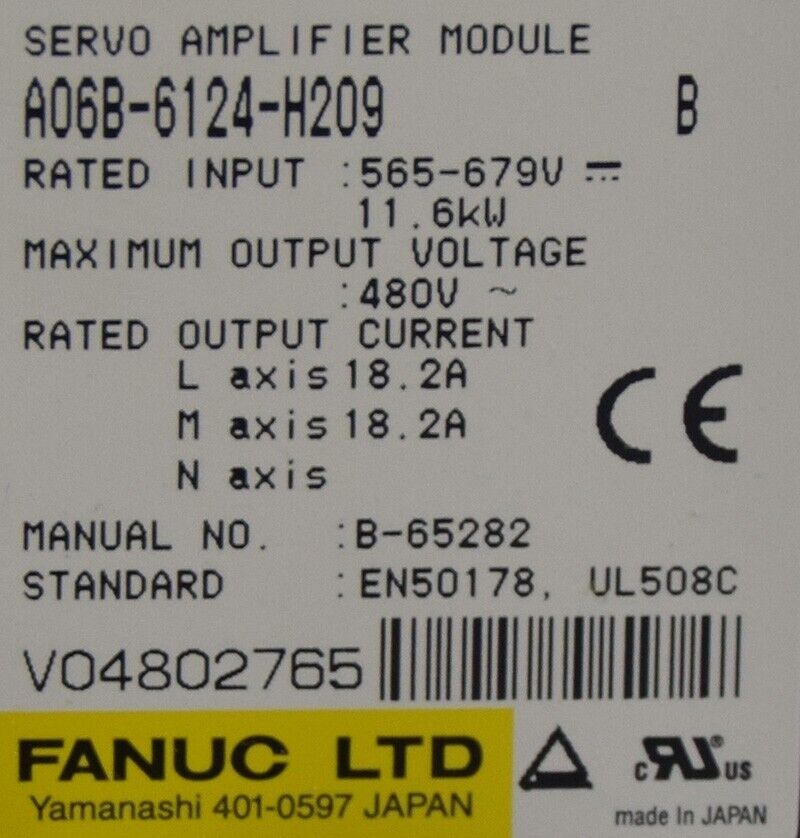 SERVO AMPLIFIER MODULE
A06B-6124-H209 B
RATED INPUT :565-679V ⎓
11.6kW
MAXIMUM OUTPUT VOLTAGE
:480V ~
RATED OUTPUT CURRENT
L axis 18.2A
M axis 18.2A
N axis
MANUAL NO. :B-65282
STANDARD :EN50178, UL508C
V04802765
CE
FANUC LTD
Yamanashi 401-0597 JAPAN
c RU® US
made In JAPAN